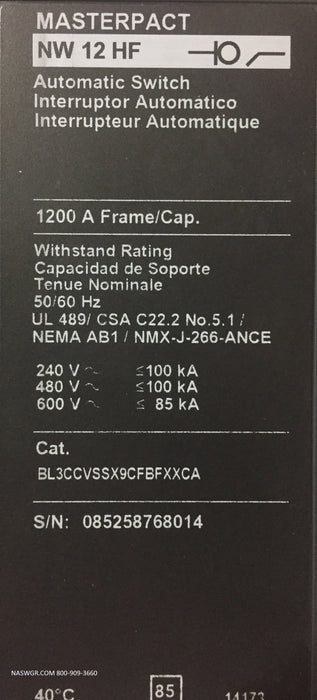 MASTERPACT
NW 12 HF
Automatic Switch
Interruptor Automático
Interrupteur Automatique
1200 A Frame/Cap.
Withstand Rating
Capacidad de Soporte
Tenue Nominale
50/60 Hz
UL 489/ CSA C22.2 No.5.1 /
NEMA AB1 / NMX-J-266-ANCE
240 V ~ ≤100 kA
480 V ~ ≤100 kA
600 V ~ ≤ 85 kA
Cat.
BL3CCVSSX9CFBFXXCA
S/N: 085258768014
NASWGR.COM 800-909-3660
40°C 85 14173